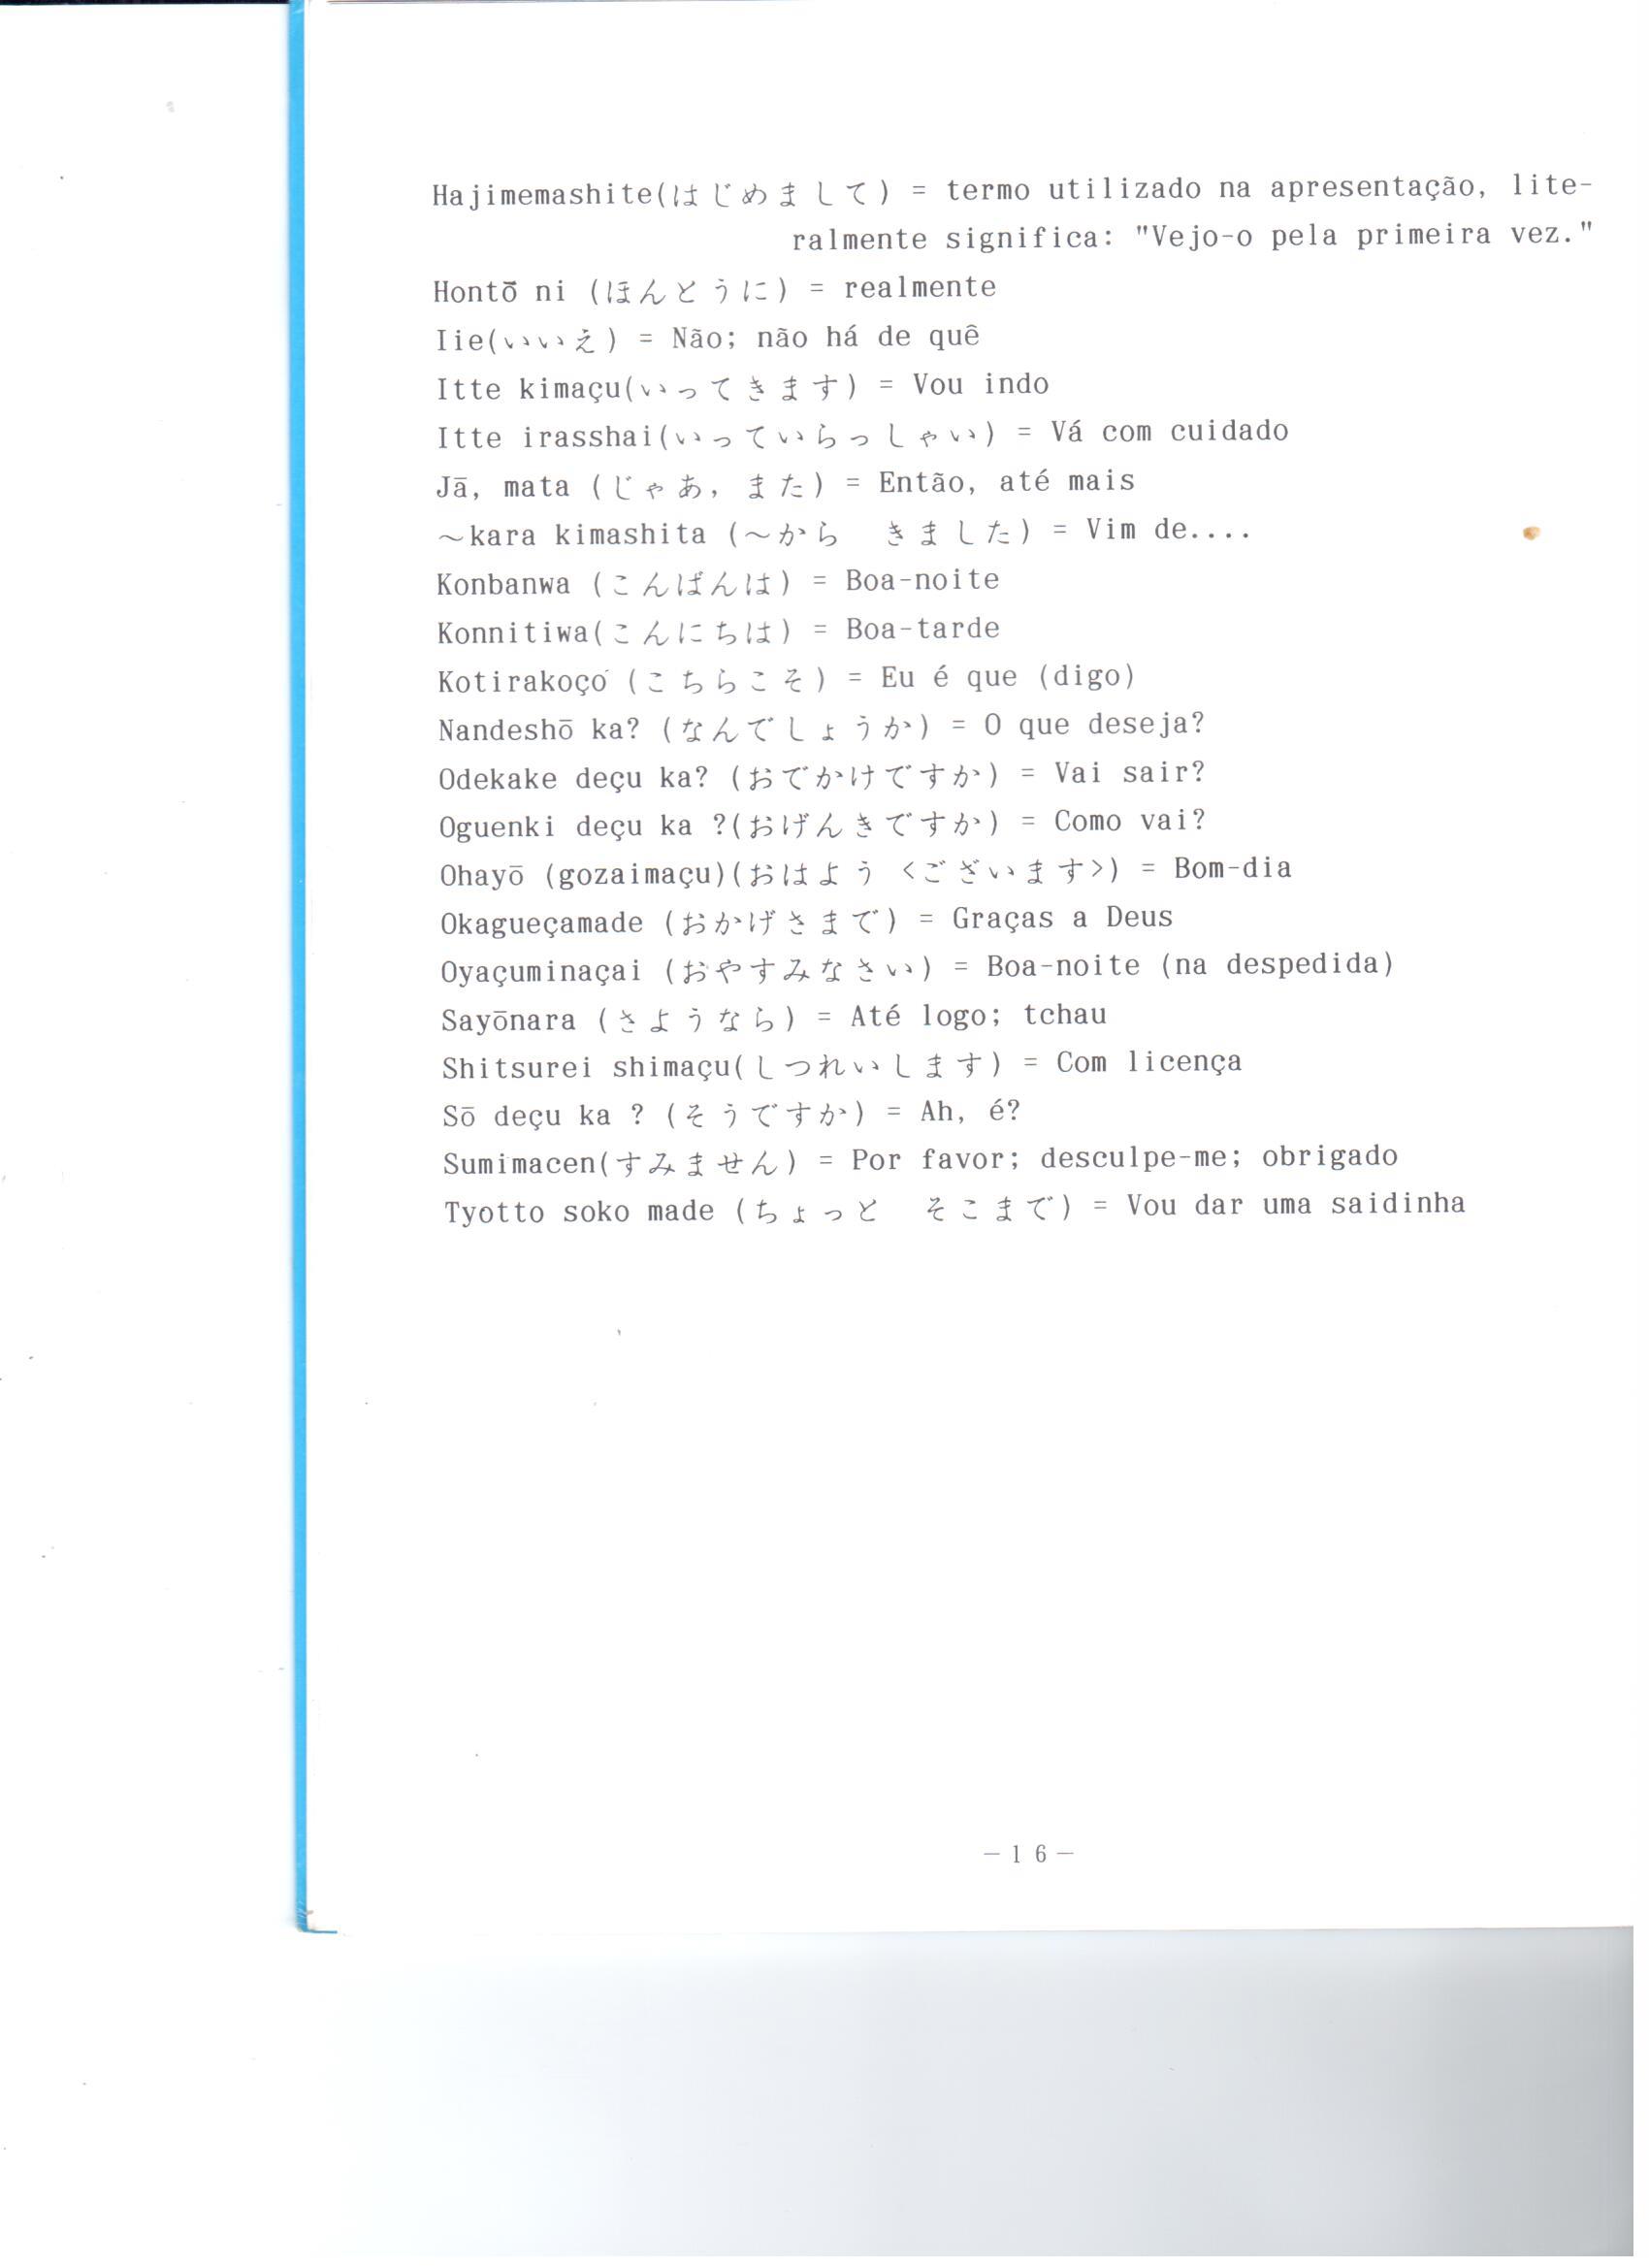 Hajimemashite(はじめまして) = termo utilizado na apresentação, lite-
ralmente significa: "Vejo-o pela primeira vez."
Hontō ni (ほんとうに) = realmente
Iie(いいえ) = Não; não há de quê
Itte kimaçu(いってきます) = Vou indo
Itte irasshai(いっていらっしゃい) = Vá com cuidado
Jā, mata (じゃあ, また) = Então, até mais
～kara kimashita (～から　きました) = Vim de....
Konbanwa (こんばんは) = Boa-noite
Konnitiwa(こんにちは) = Boa-tarde
Kotirakoço (こちらこそ) = Eu é que (digo)
Nandeshō ka? (なんでしょうか) = O que deseja?
Odekake deçu ka? (おでかけですか) = Vai sair?
Oguenki deçu ka ?(おげんきですか) = Como vai?
Ohayō (gozaimaçu)(おはよう〈ございます〉) = Bom-dia
Okagueçamade (おかげさまで) = Graças a Deus
Oyaçuminaçai (おやすみなさい) = Boa-noite (na despedida)
Sayōnara (さようなら) = Até logo; tchau
Shitsurei shimaçu(しつれいします) = Com licença
Sō deçu ka ? (そうですか) = Ah, é?
Sumimacen(すみません) = Por favor; desculpe-me; obrigado
Tyotto soko made (ちょっと　そこまで) = Vou dar uma saidinha
－16－